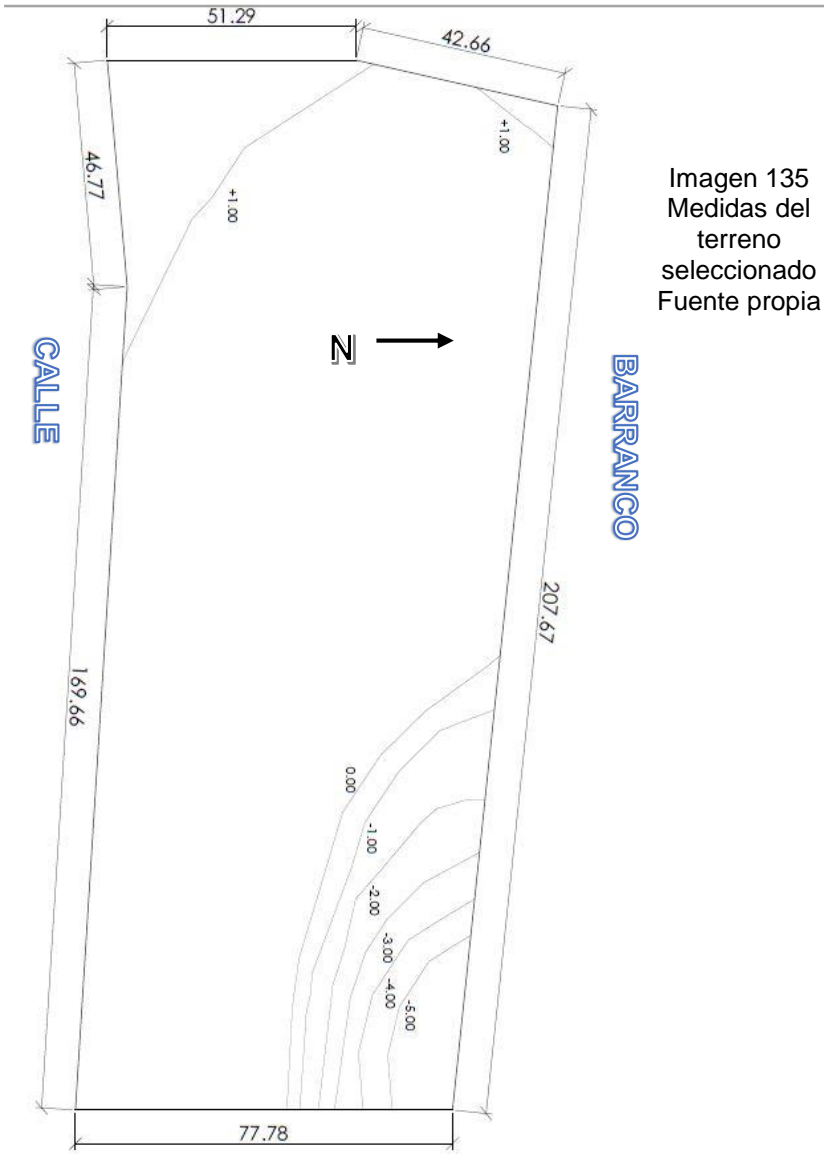 51.29
42.66
46.77
+1.00
+1.00
Imagen 135
Medidas del
terreno
seleccionado
Fuente propia
N
CALLE
BARRANCO
207.67
169.66
0.00
-1.00
-2.00
-3.00
-4.00
-5.00
77.78